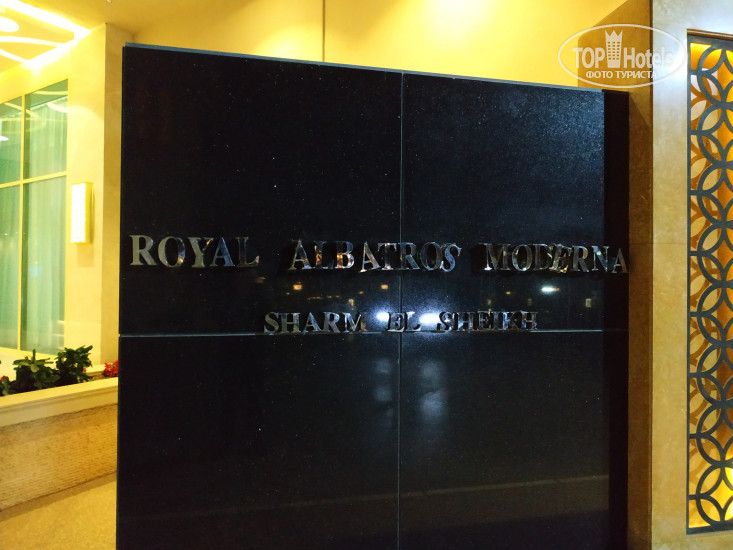 TOP Hotels
ФОТО ТУРИСТА
ROYAL ALBATROS MODERNA
SHARM EL SHEIKH